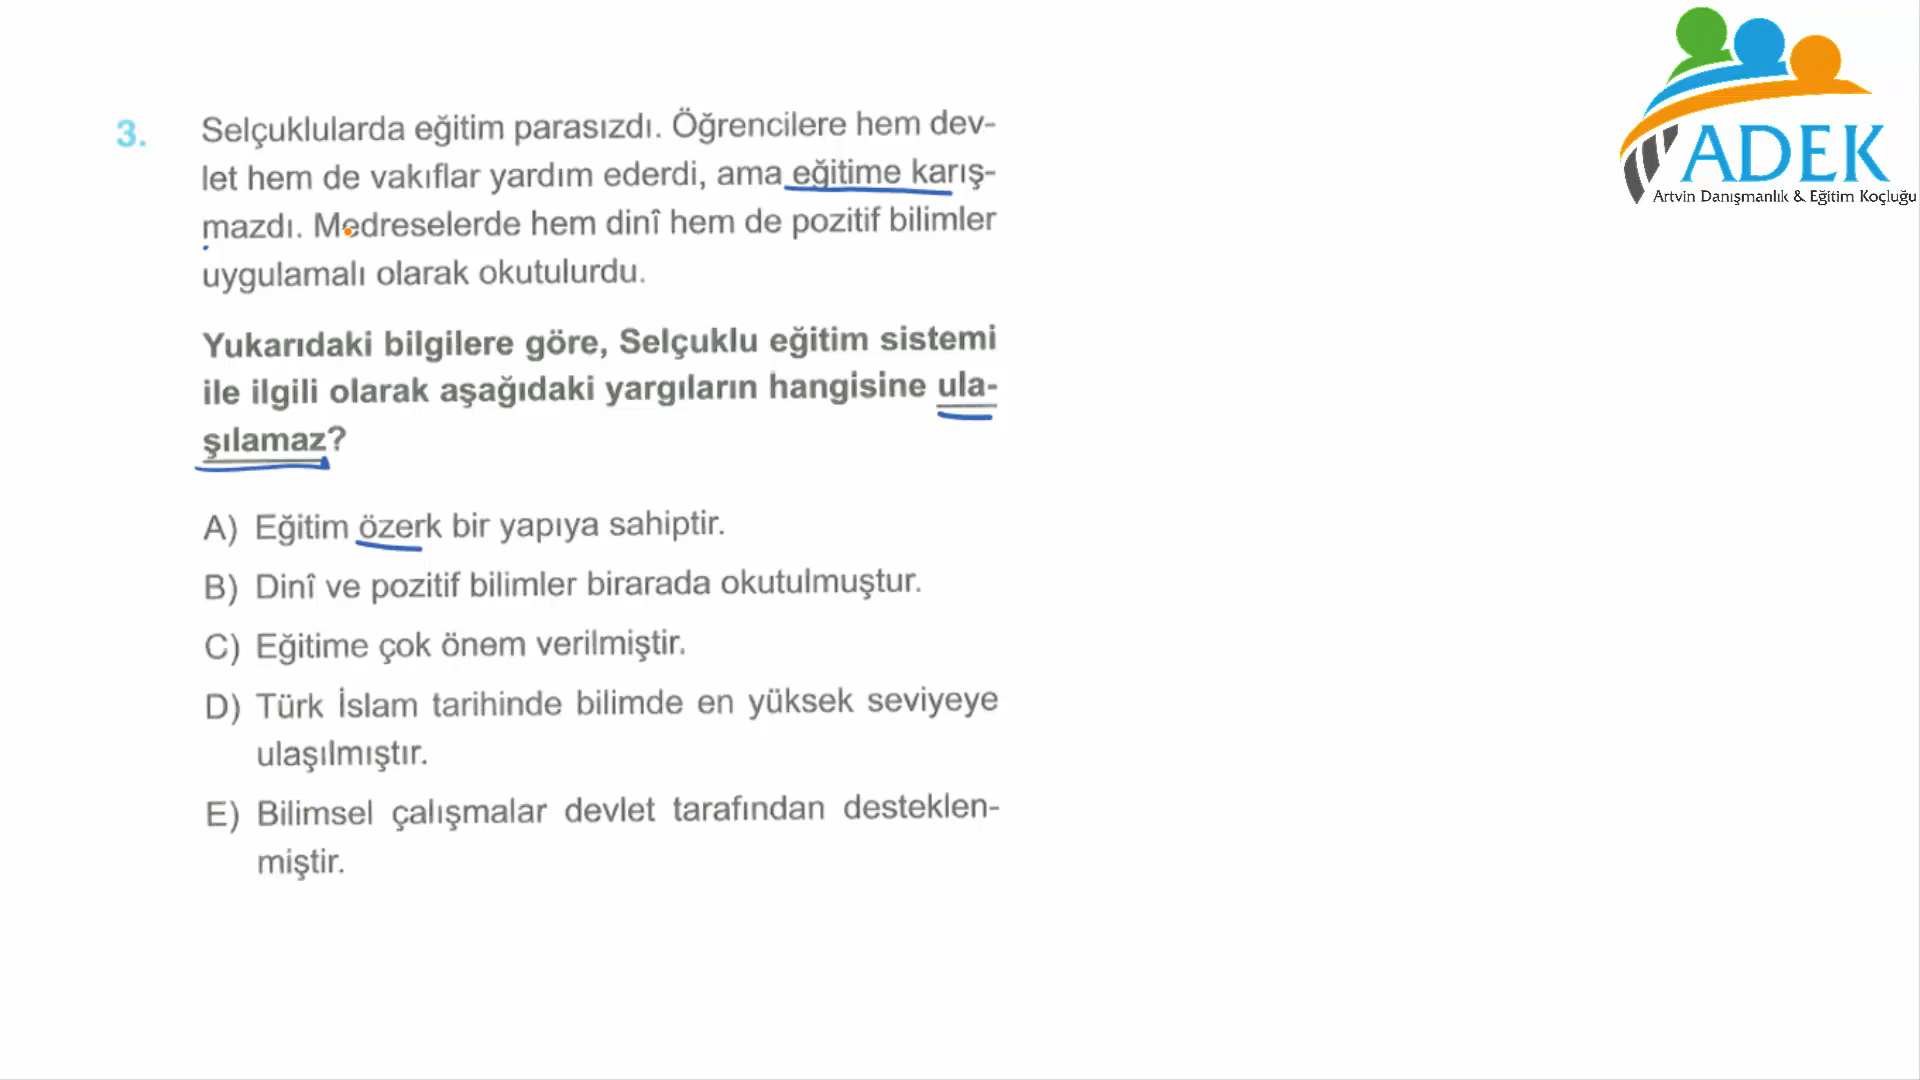 3. Selçuklularda eğitim parasızdı. Öğrencilere hem dev-
let hem de vakıflar yardım ederdi, ama eğitime karış-
mazdı. Medreselerde hem dinî hem de pozitif bilimler
uygulamalı olarak okutulurdu.
Yukarıdaki bilgilere göre, Selçuklu eğitim sistemi
ile ilgili olarak aşağıdaki yargıların hangisine ula-
şılamaz?
A) Eğitim özerk bir yapıya sahiptir.
B) Dinî ve pozitif bilimler birarada okutulmuştur.
C) Eğitime çok önem verilmiştir.
D) Türk İslam tarihinde bilimde en yüksek seviyeye
ulaşılmıştır.
E) Bilimsel çalışmalar devlet tarafından desteklen-
miştir.
ADEK
Artvin Danışmanlık & Eğitim Koçluğu